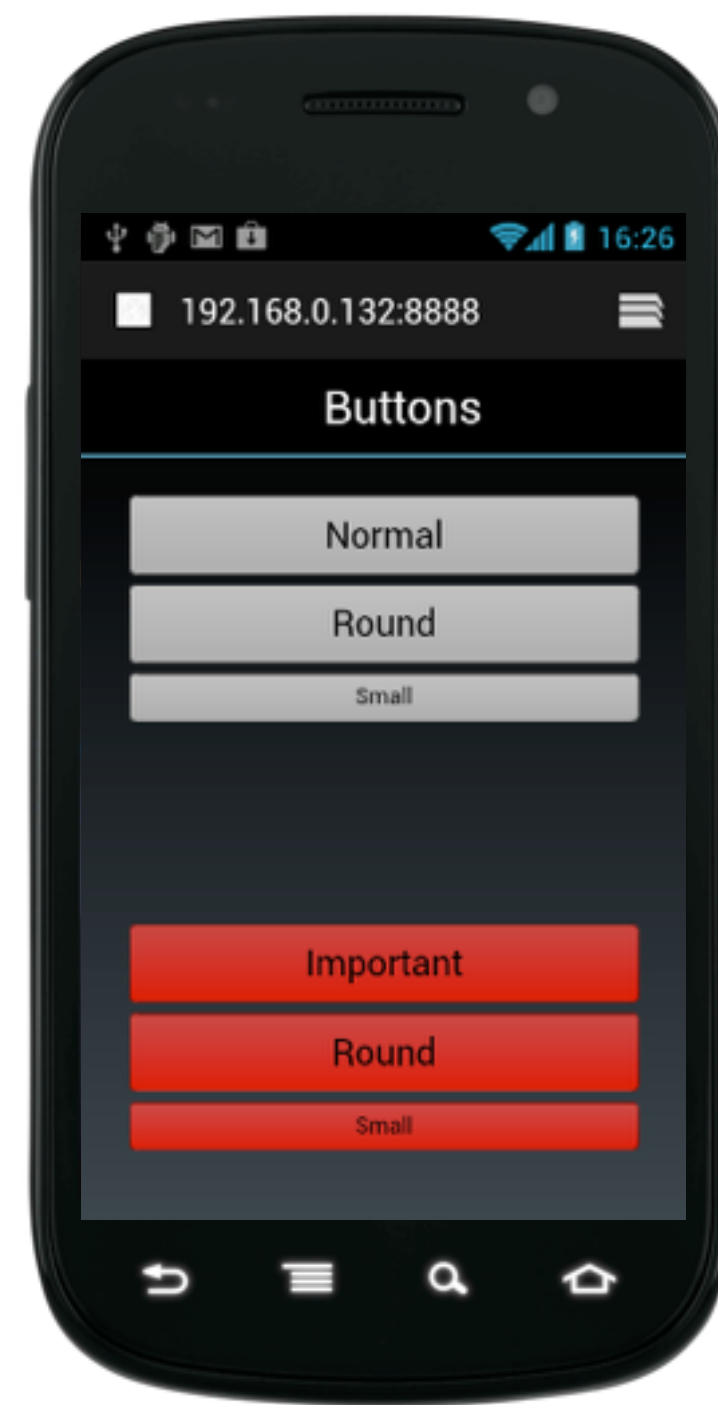 16:26
192.168.0.132:8888
Buttons
Normal
Round
Small
Important
Round
Small